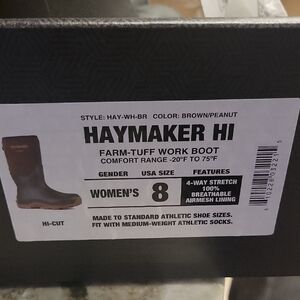 STYLE: HAY-WH-BR COLOR: BROWN/PEANUT
HAYMAKER HI
FARM-TUFF WORK BOOT
COMFORT RANGE -20°F TO 75°F
GENDER USA SIZE FEATURES
WOMEN'S 8 4-WAY STRETCH
100%
BREATHABLE
AIRMESH LINING
HI-CUT
MADE TO STANDARD ATHLETIC SHOE SIZES.
FIT WITH MEDIUM-WEIGHT ATHLETIC SOCKS.